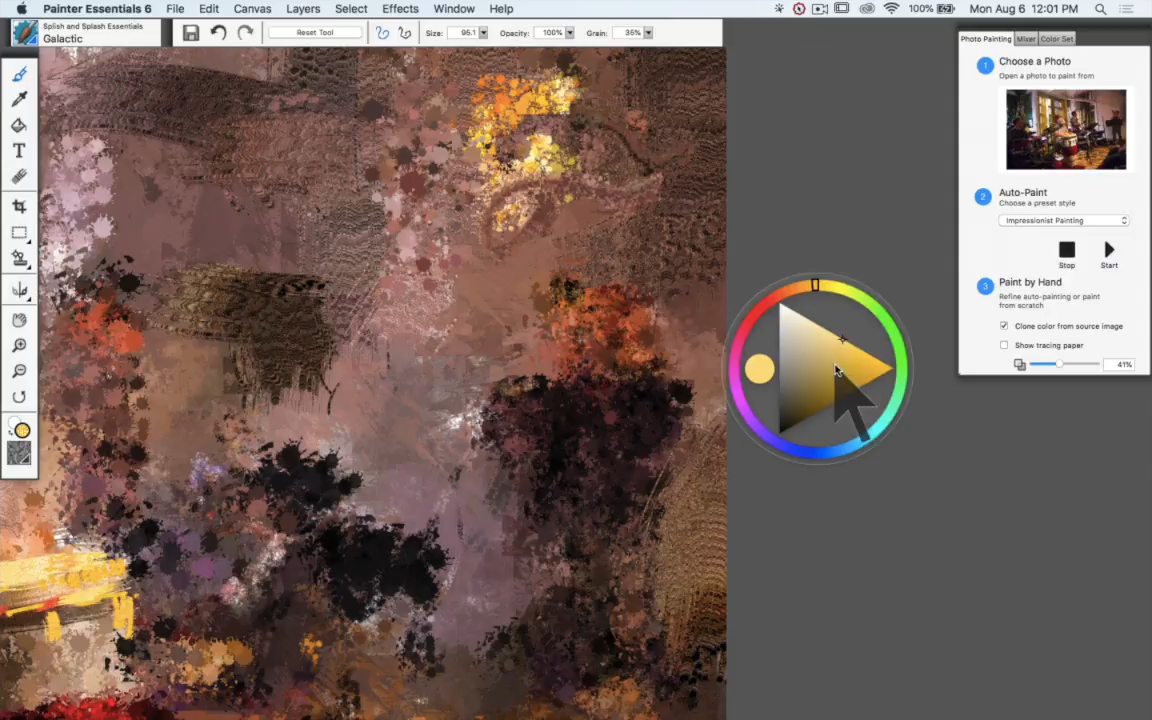 Painter Essentials 6 File Edit Canvas Layers Select Effects Window Help 100% Mon Aug 6 12:01 PM
Splish and Splash Essentials
Galactic
Reset Tool Size: 95.1 Opacity: 100% Grain: 35%
Photo Painting Mixer Color Set
1 Choose a Photo
Open a photo to paint from
2 Auto-Paint
Choose a preset style
Impressionist Painting
Stop Start
3 Paint by Hand
Refine auto-painting or paint
from scratch
Clone color from source image
Show tracing paper
41%
T